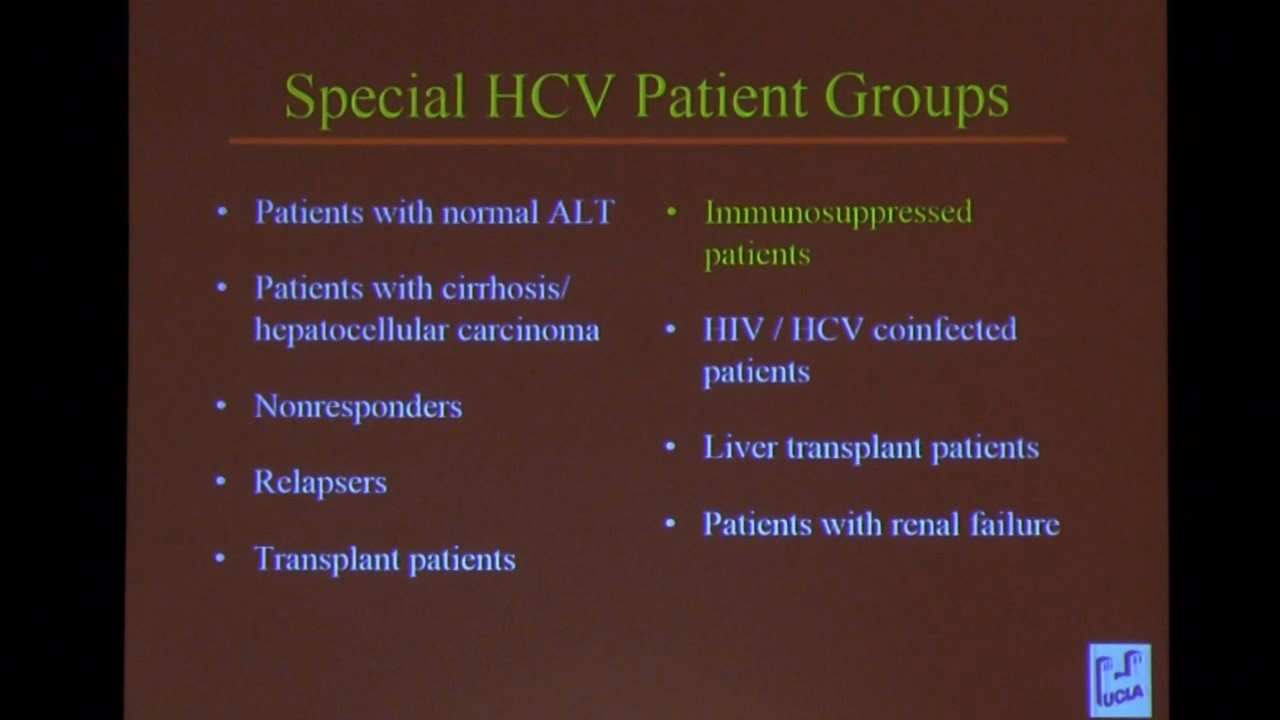 Special HCV Patient Groups
• Patients with normal ALT
• Patients with cirrhosis/
hepatocellular carcinoma
• Nonresponders
• Relapsers
• Transplant patients
• Immunosuppressed
patients
• HIV / HCV coinfected
patients
• Liver transplant patients
• Patients with renal failure
UCLA